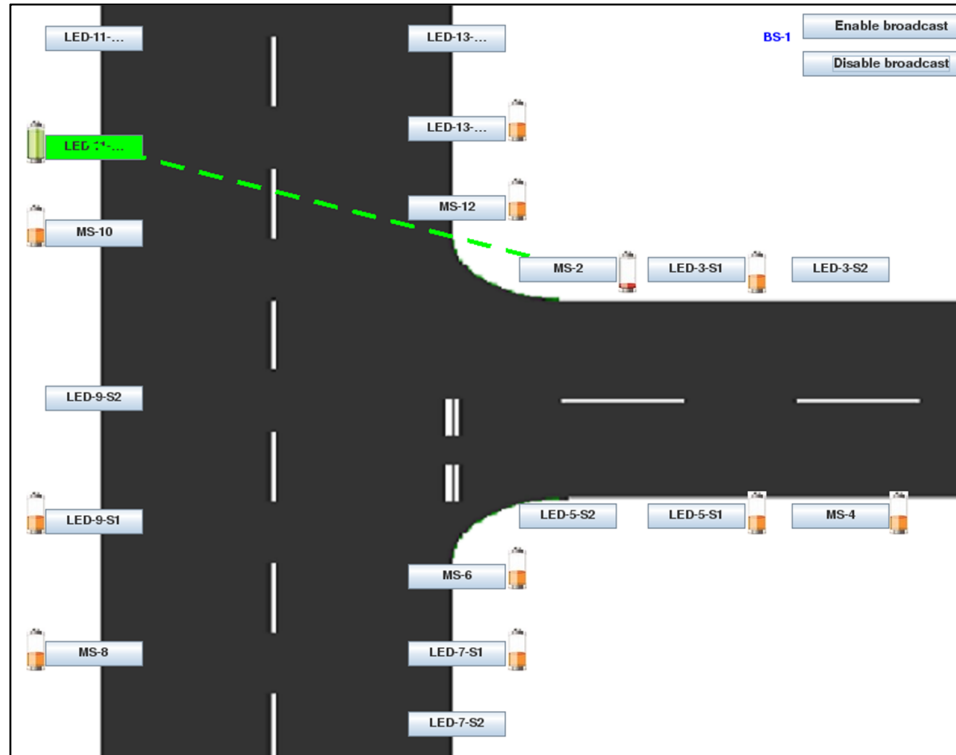 LED-11-...
LED-13-...
BS-1
Enable broadcast
Disable broadcast
LED-13-...
LED-11-...
MS-12
MS-10
MS-2
LED-3-S1
LED-3-S2
LED-9-S2
LED-9-S1
LED-5-S2
LED-5-S1
MS-4
MS-6
MS-8
LED-7-S1
LED-7-S2